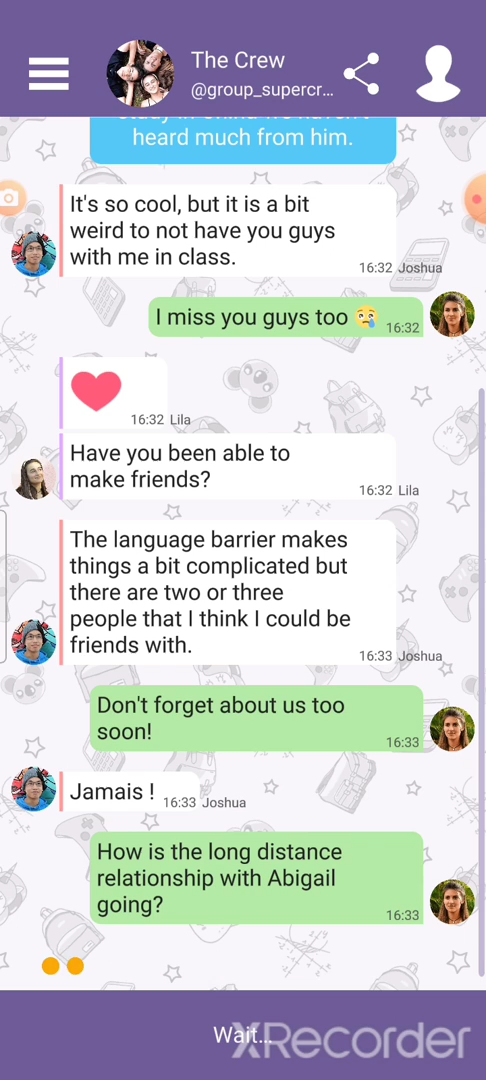 The Crew
@group_supercr...
heard much from him.
It's so cool, but it is a bit
weird to not have you guys
with me in class.
16:32 Joshua
I miss you guys too 😢
16:32
16:32 Lila
Have you been able to
make friends?
16:32 Lila
The language barrier makes
things a bit complicated but
there are two or three
people that I think I could be
friends with.
16:33 Joshua
Don't forget about us too
soon!
16:33
Jamais !
16:33 Joshua
How is the long distance
relationship with Abigail
going?
16:33
Wait...
XRecorder